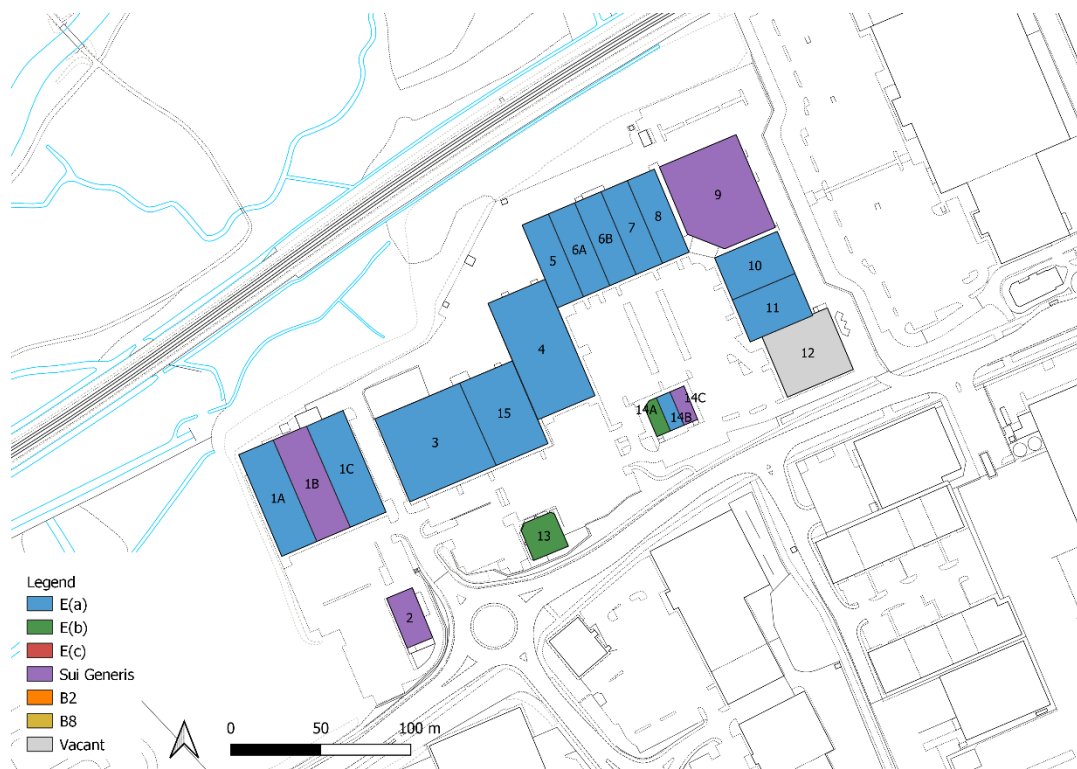 9
8
7
6B
6A
5
10
11
12
4
14C
14A
14B
15
3
1C
1B
1A
13
2
Legend
E(a)
E(b)
E(c)
Sui Generis
B2
B8
Vacant
0 50 100 m